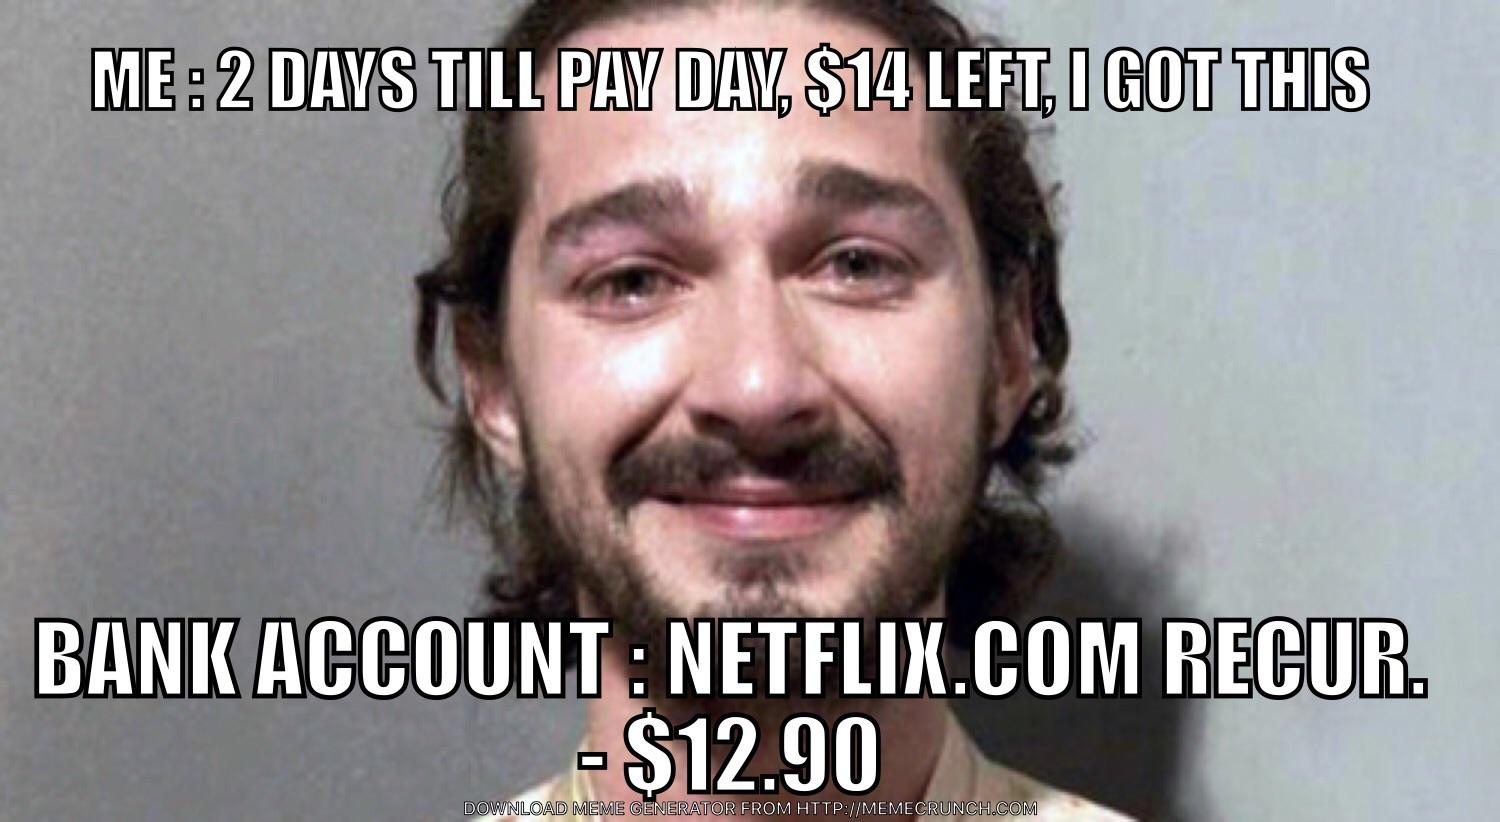 ME : 2 DAYS TILL PAY DAY, $14 LEFT, I GOT THIS
BANK ACCOUNT : NETFLIX.COM RECUR.
- $12.90
DOWNLOAD MEME GENERATOR FROM HTTP://MEMECRUNCH.COM